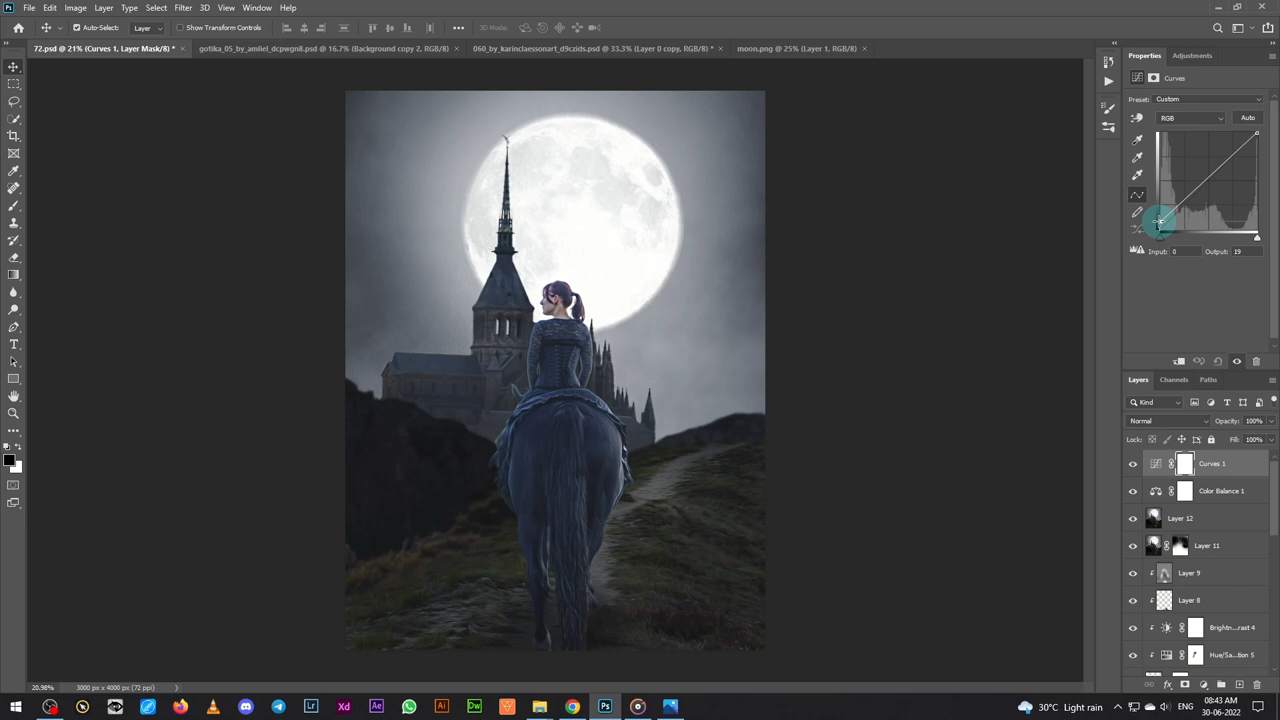 File Edit Image Layer Type Select Filter 3D View Window Help
Auto-Select: Layer Show Transform Controls 3D Mode:
72.psd @ 21% (Curves 1, Layer Mask/8) * gotika_05_by_amliel_dcpwgn8.psd @ 16.7% (Background copy 2, RGB/8) 060_by_karinclaessonart_d9czids.psd @ 33.3% (Layer 0 copy, RGB/8) * moon.png @ 25% (Layer 1, RGB/8)
Properties Adjustments
Curves
Preset: Custom
RGB Auto
Input: 0 Output: 19
Layers Channels Paths
Kind
Normal Opacity: 100%
Lock: Fill: 100%
Curves 1
Color Balance 1
Layer 12
Layer 11
Layer 9
Layer 8
Brightn...rast 4
Hue/Sa...tion 5
20.98% 3000 px x 4000 px (72 ppi)
30°C Light rain ENG 08:43 AM
30-06-2022